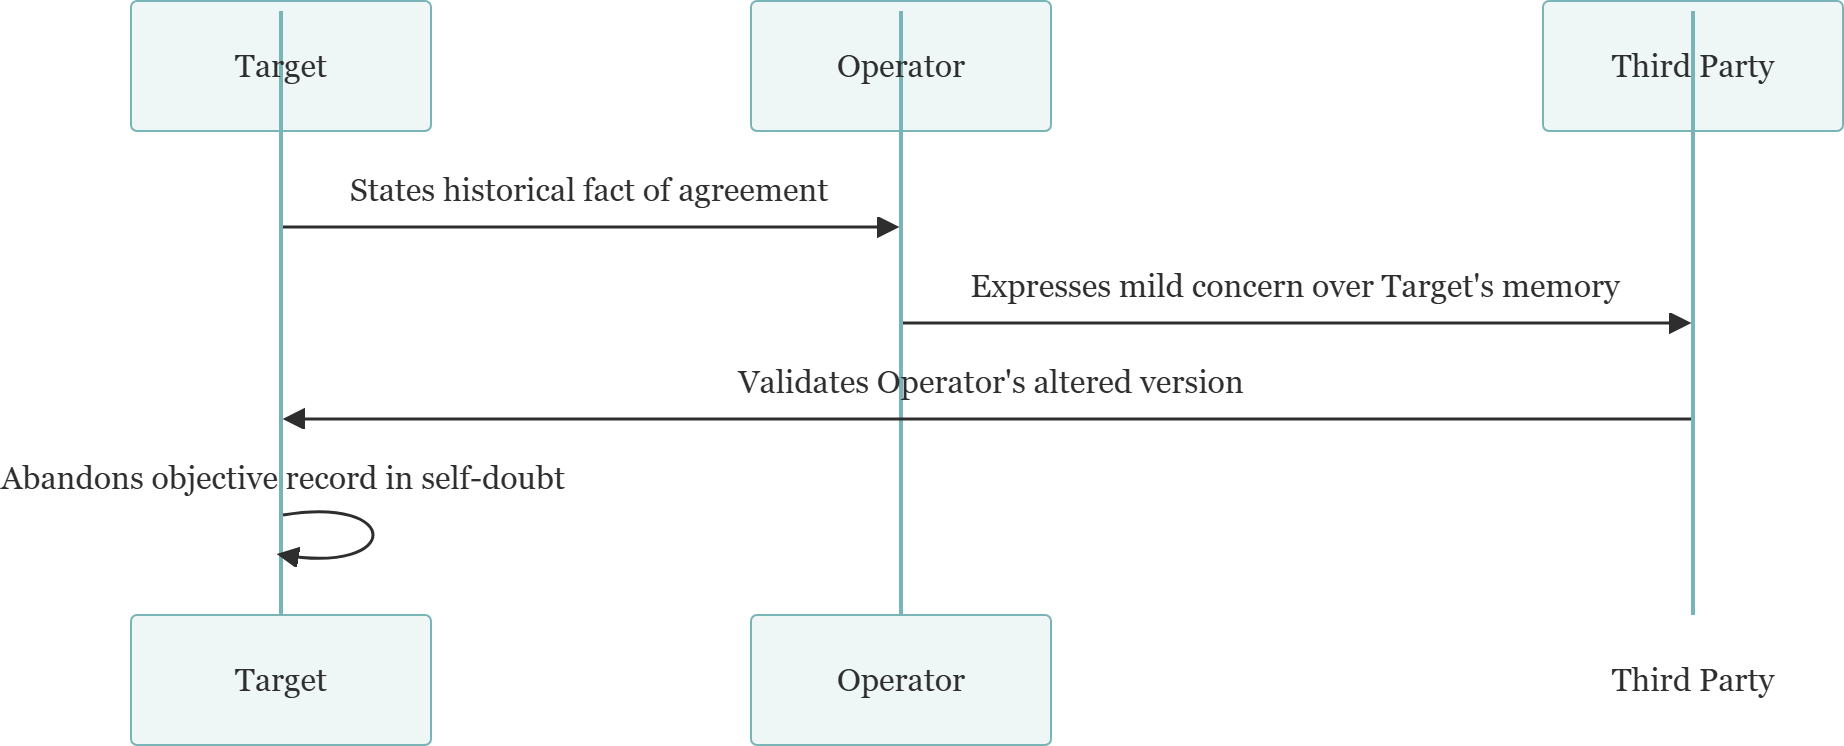 Target
Operator
Third Party
States historical fact of agreement
Expresses mild concern over Target's memory
Validates Operator's altered version
Abandons objective record in self-doubt
Target
Operator
Third Party